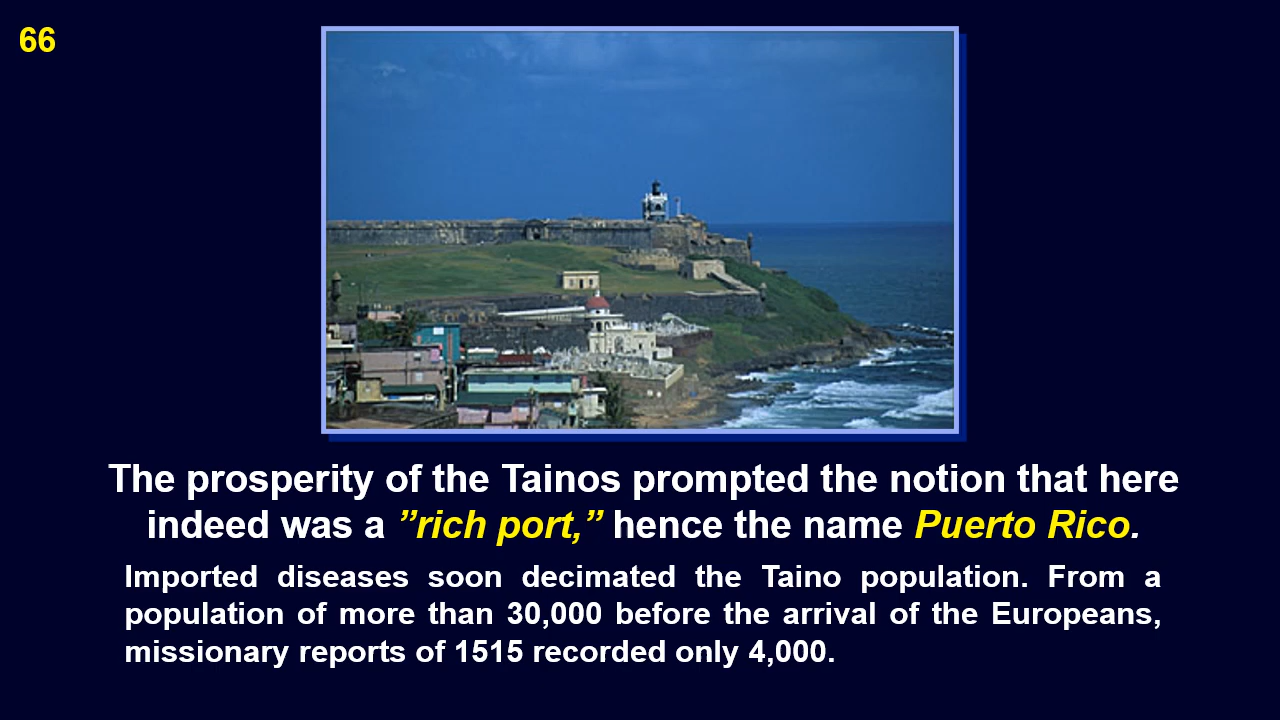 66
The prosperity of the Tainos prompted the notion that here
indeed was a ”rich port,” hence the name Puerto Rico.
Imported diseases soon decimated the Taino population. From a
population of more than 30,000 before the arrival of the Europeans,
missionary reports of 1515 recorded only 4,000.